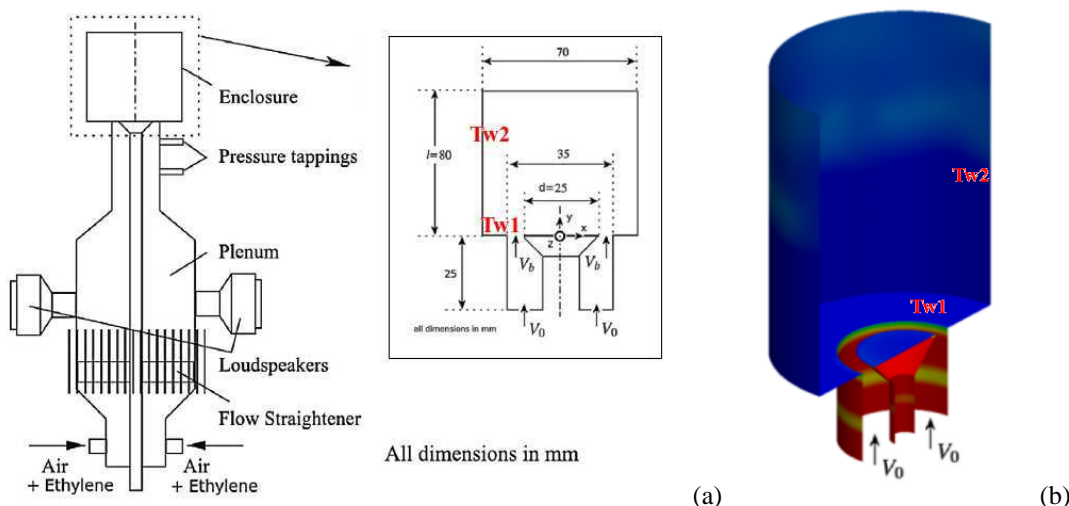 Enclosure
Pressure tappings
Plenum
Loudspeakers
Flow Straightener
Air
+ Ethylene
Air
+ Ethylene
All dimensions in mm
70
Tw2
l=80
35
d=25
Tw1
y
x
z
V_b
V_b
25
V_0
V_0
all dimensions in mm
(a)
Tw2
Tw1
V_0
V_0
(b)